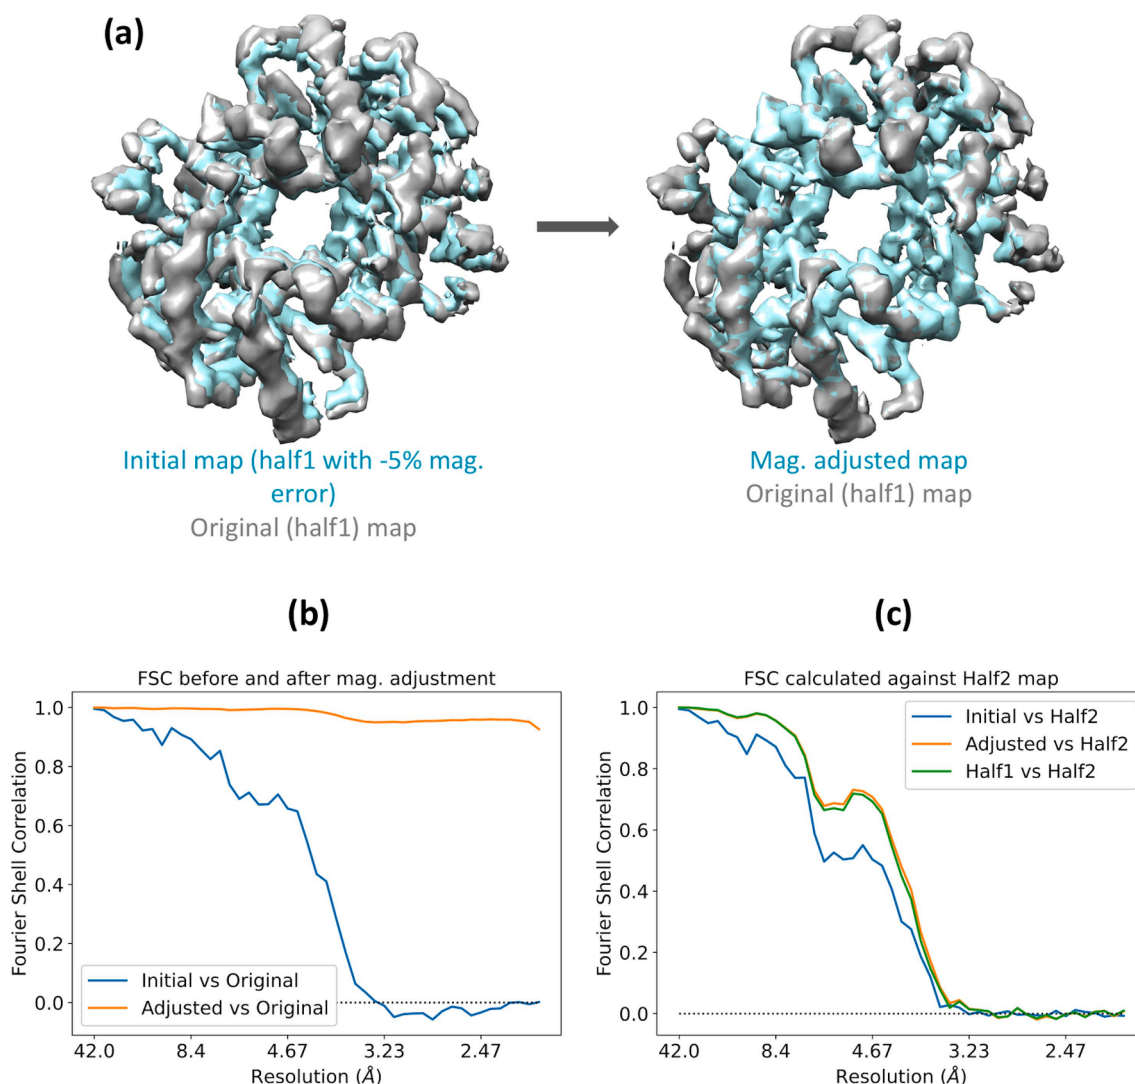 (a)
Initial map (half1 with -5% mag.
error)
Original (half1) map
Mag. adjusted map
Original (half1) map
(b)
FSC before and after mag. adjustment
Fourier Shell Correlation
1.0
0.8
0.6
0.4
0.2
0.0
Initial vs Original
Adjusted vs Original
42.0 8.4 4.67 3.23 2.47
Resolution (Å)
(c)
FSC calculated against Half2 map
Fourier Shell Correlation
1.0
0.8
0.6
0.4
0.2
0.0
Initial vs Half2
Adjusted vs Half2
Half1 vs Half2
42.0 8.4 4.67 3.23 2.47
Resolution (Å)